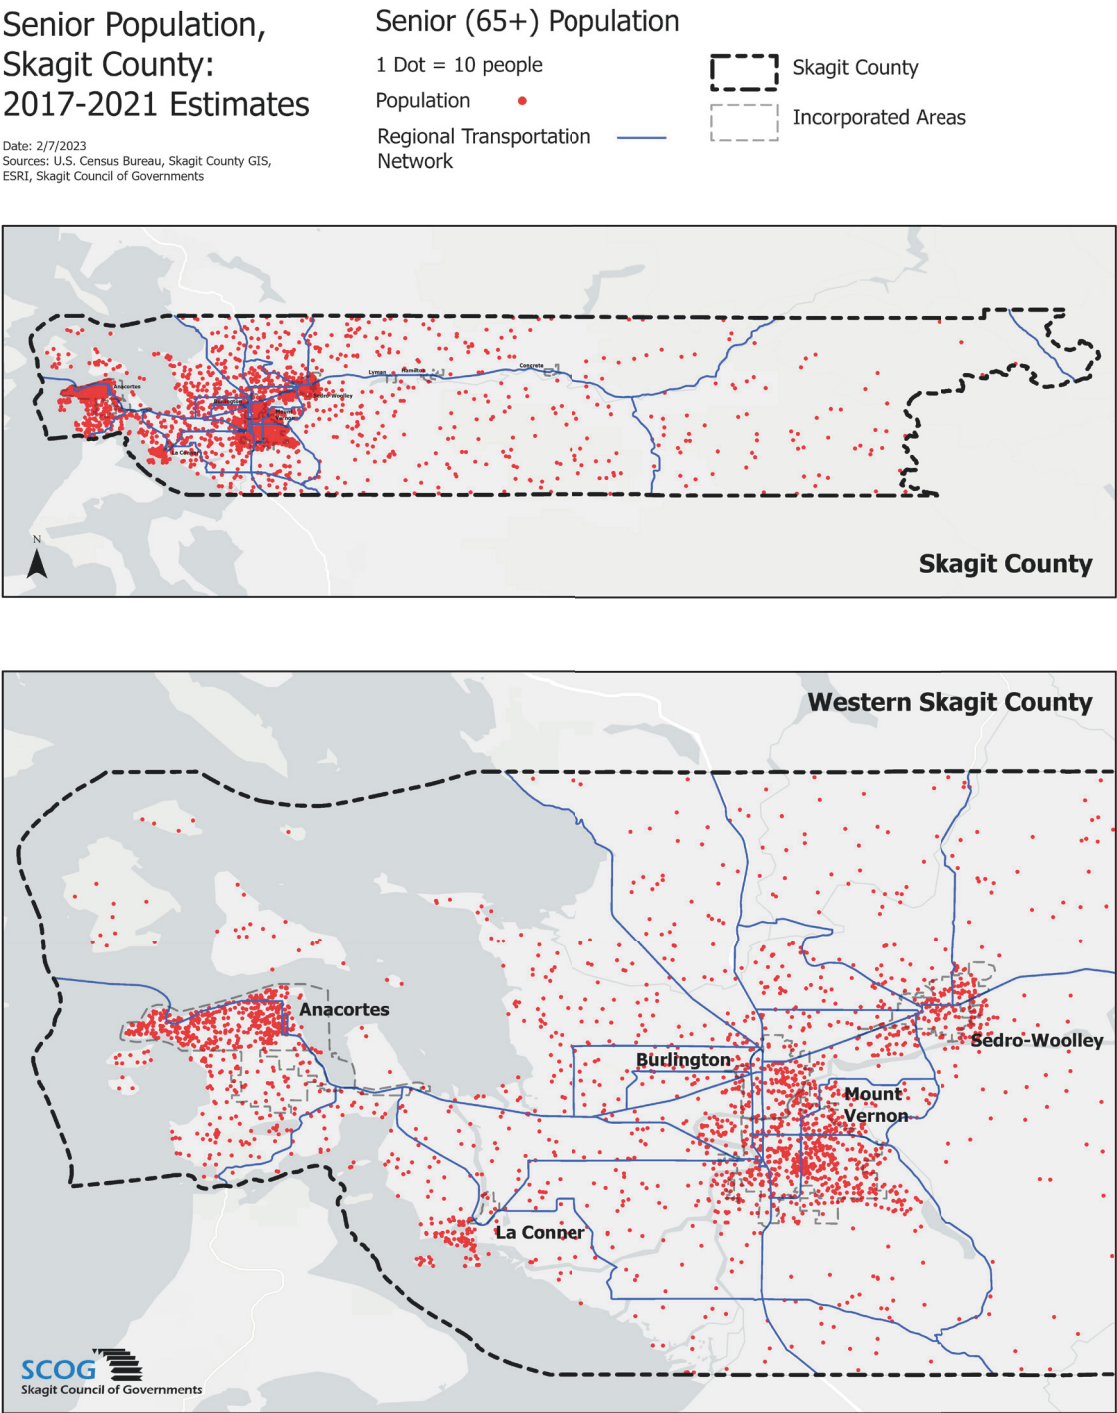 Senior Population,
Skagit County:
2017-2021 Estimates
Date: 2/7/2023
Sources: U.S. Census Bureau, Skagit County GIS,
ESRI, Skagit Council of Governments
Senior (65+) Population
1 Dot = 10 people
Population
Regional Transportation
Network
Skagit County
Incorporated Areas
Anacortes
Burlington
Mount
Vernon
Sedro-Woolley
La Conner
Lyman
Hamilton
Concrete
N
Skagit County
Western Skagit County
Anacortes
Burlington
Sedro-Woolley
Mount
Vernon
La Conner
SCOG
Skagit Council of Governments